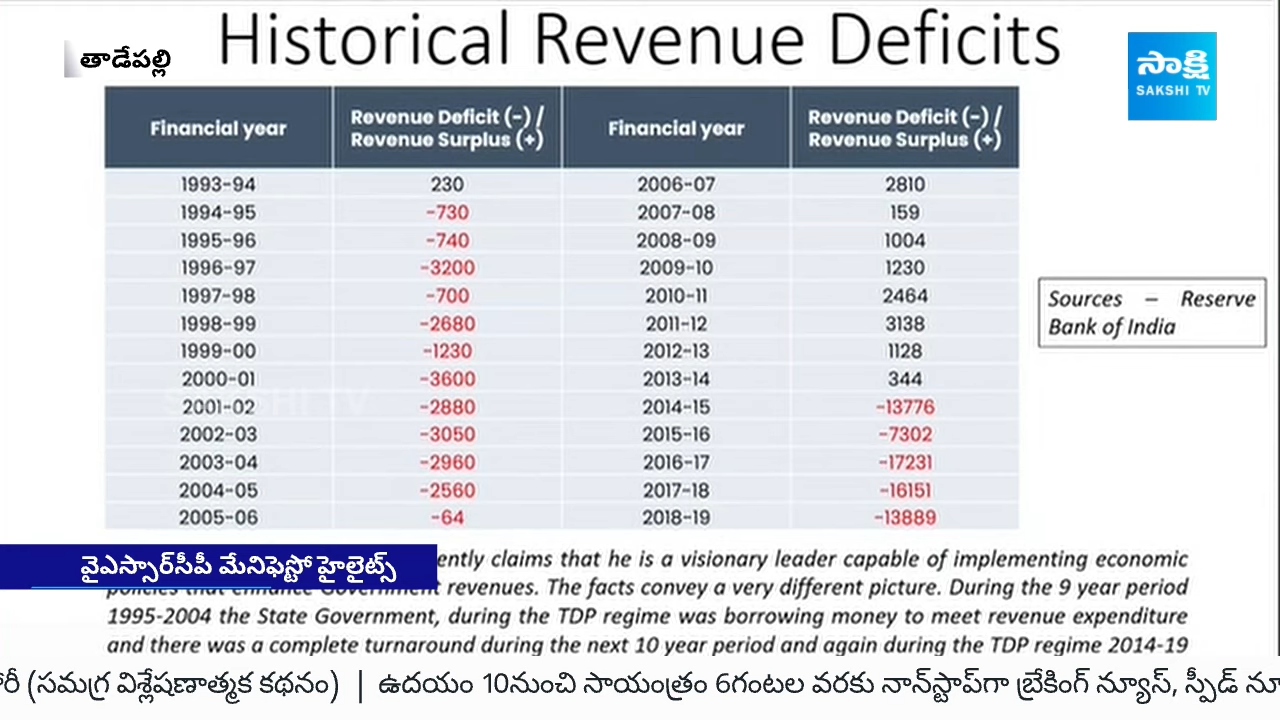 Historical Revenue Deficits
తాడేపల్లి
సాక్షి
SAKSHI TV
Financial year Revenue Deficit (-) / Revenue Surplus (+) Financial year Revenue Deficit (-) / Revenue Surplus (+)
1993-94 230 2006-07 2810
1994-95 -730 2007-08 159
1995-96 -740 2008-09 1004
1996-97 -3200 2009-10 1230
1997-98 -700 2010-11 2464
1998-99 -2680 2011-12 3138
1999-00 -1230 2012-13 1128
2000-01 -3600 2013-14 344
2001-02 -2880 2014-15 -13776
2002-03 -3050 2015-16 -7302
2003-04 -2960 2016-17 -17231
2004-05 -2560 2017-18 -16151
2005-06 -64 2018-19 -13889
Sources – Reserve
Bank of India
SAKSHI TV
వైఎస్సార్‌సీపీ మేనిఫెస్టో హైలైట్స్
claims that he is a visionary leader capable of implementing economic
revenues. The facts convey a very different picture. During the 9 year period
1995-2004 the State Government, during the TDP regime was borrowing money to meet revenue expenditure
and there was a complete turnaround during the next 10 year period and again during the TDP regime 2014-19
(సమగ్ర విశ్లేషణాత్మక కథనం) | ఉదయం 10నుంచి సాయంత్రం 6గంటల వరకు నాన్‌స్టాప్‌గా బ్రేకింగ్ న్యూస్, స్పీడ్